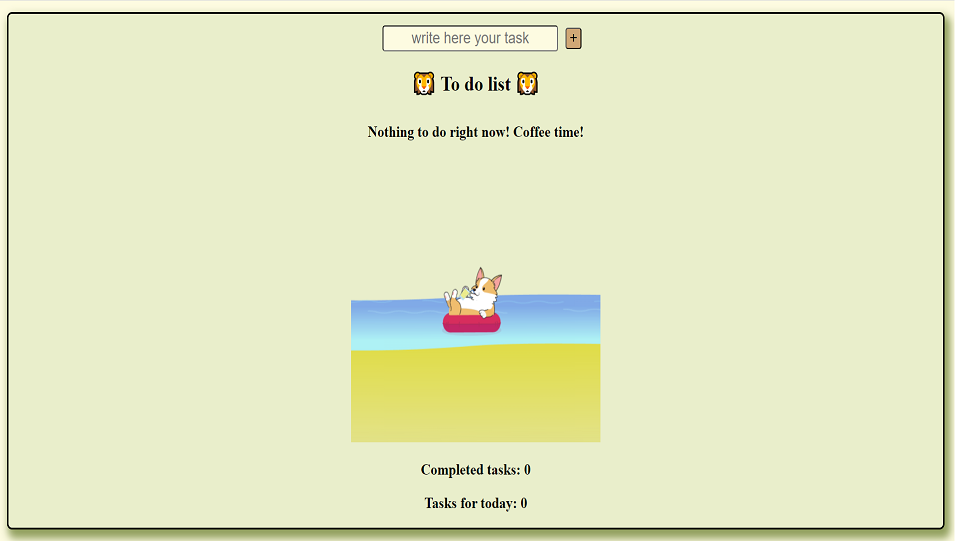 write here your task +
🦁 To do list 🦁
Nothing to do right now! Coffee time!
Completed tasks: 0
Tasks for today: 0